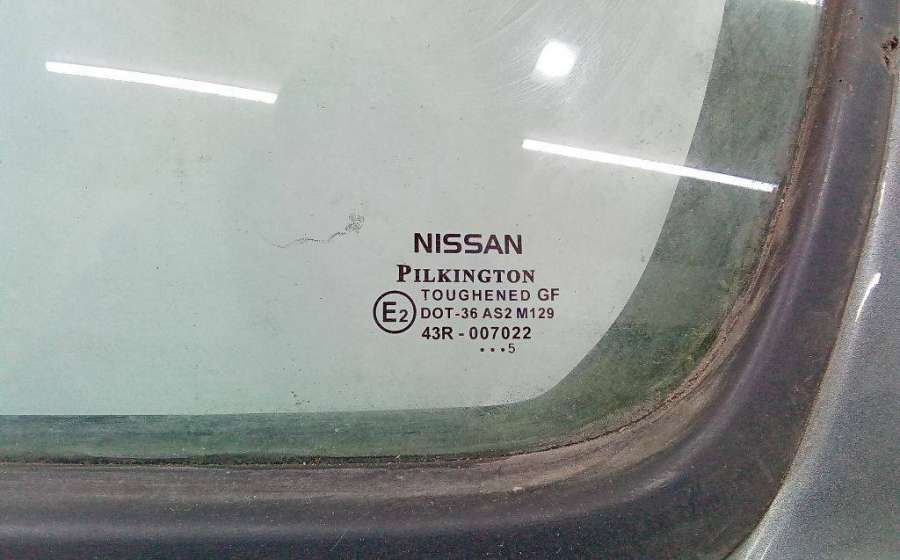 NISSAN
PILKINGTON
TOUGHENED GF
E2 DOT-36 AS2 M129
43R - 007022
•••5